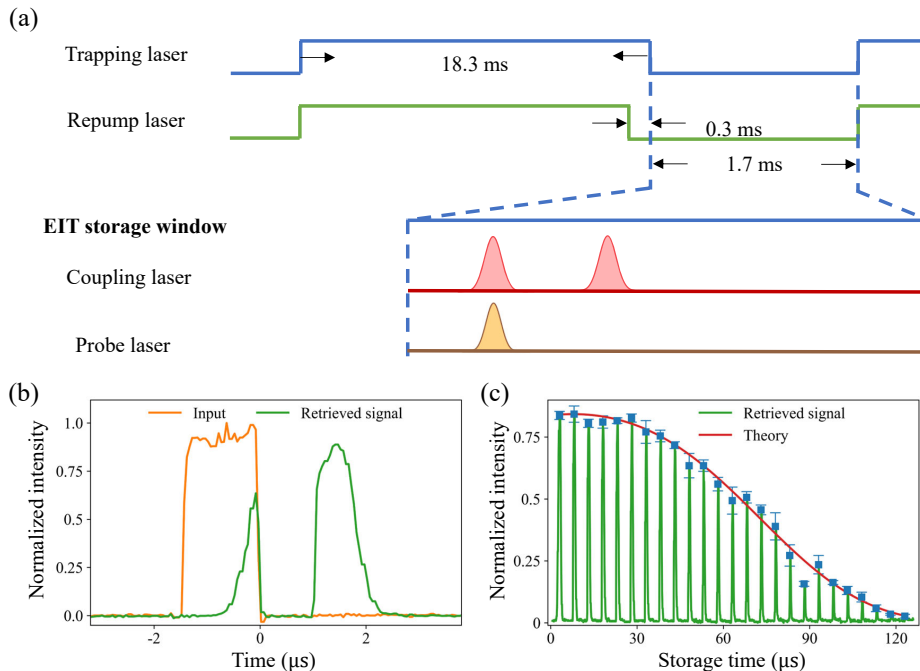 (a)
Trapping laser
18.3 ms
Repump laser
0.3 ms
1.7 ms
EIT storage window
Coupling laser
Probe laser
(b)
Input
Retrieved signal
1.0
0.75
0.5
0.25
0.0
-2
0
2
Normalized intensity
Time (μs)
(c)
Retrieved signal
Theory
0.75
0.5
0.25
0
0
30
60
90
120
Normalized intensity
Storage time (μs)